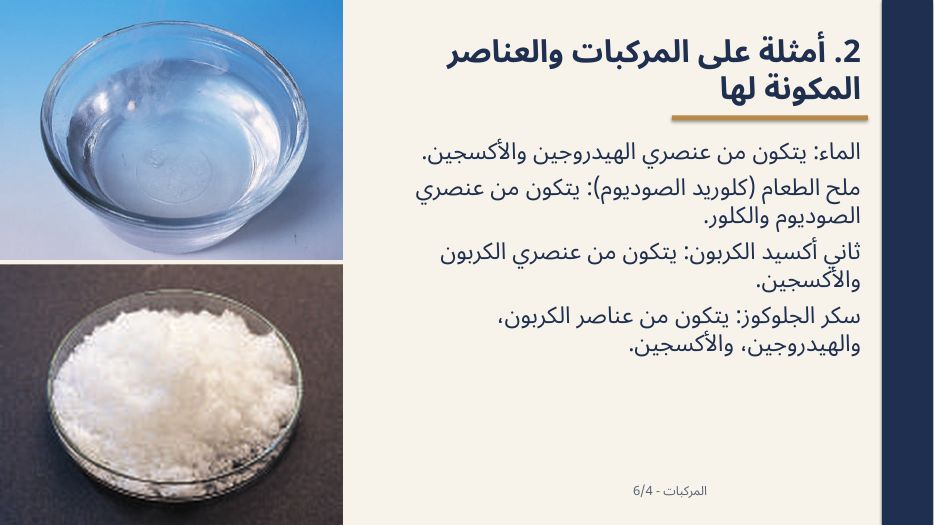 2. أمثلة على المركبات والعناصر
المكونة لها
الماء: يتكون من عنصري الهيدروجين والأكسجين.
ملح الطعام (كلوريد الصوديوم): يتكون من عنصري
الصوديوم والكلور.
ثاني أكسيد الكربون: يتكون من عنصري الكربون
والأكسجين.
سكر الجلوكوز: يتكون من عناصر الكربون،
والهيدروجين، والأكسجين.
المركبات - 6/4